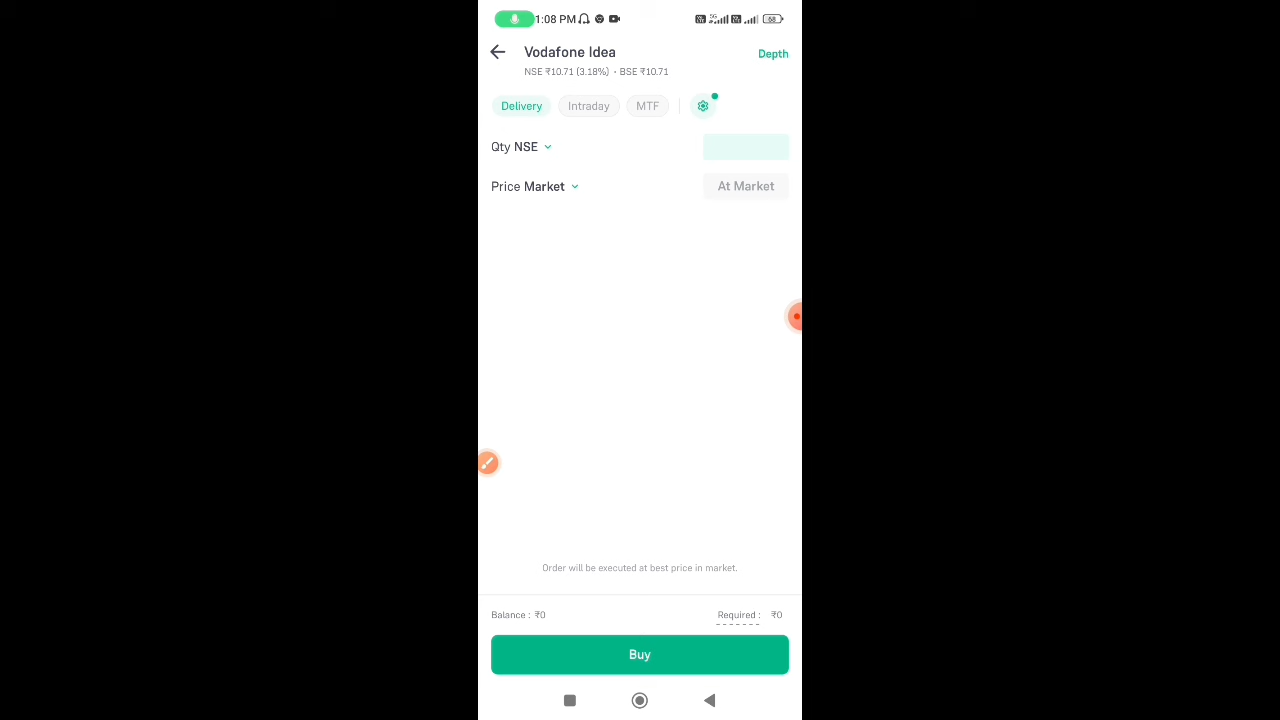 1:08 PM
68
Vodafone Idea
Depth
NSE ₹10.71 (3.18%) • BSE ₹10.71
Delivery Intraday MTF
Qty NSE
Price Market At Market
Order will be executed at best price in market.
Balance : ₹0 Required : ₹0
Buy